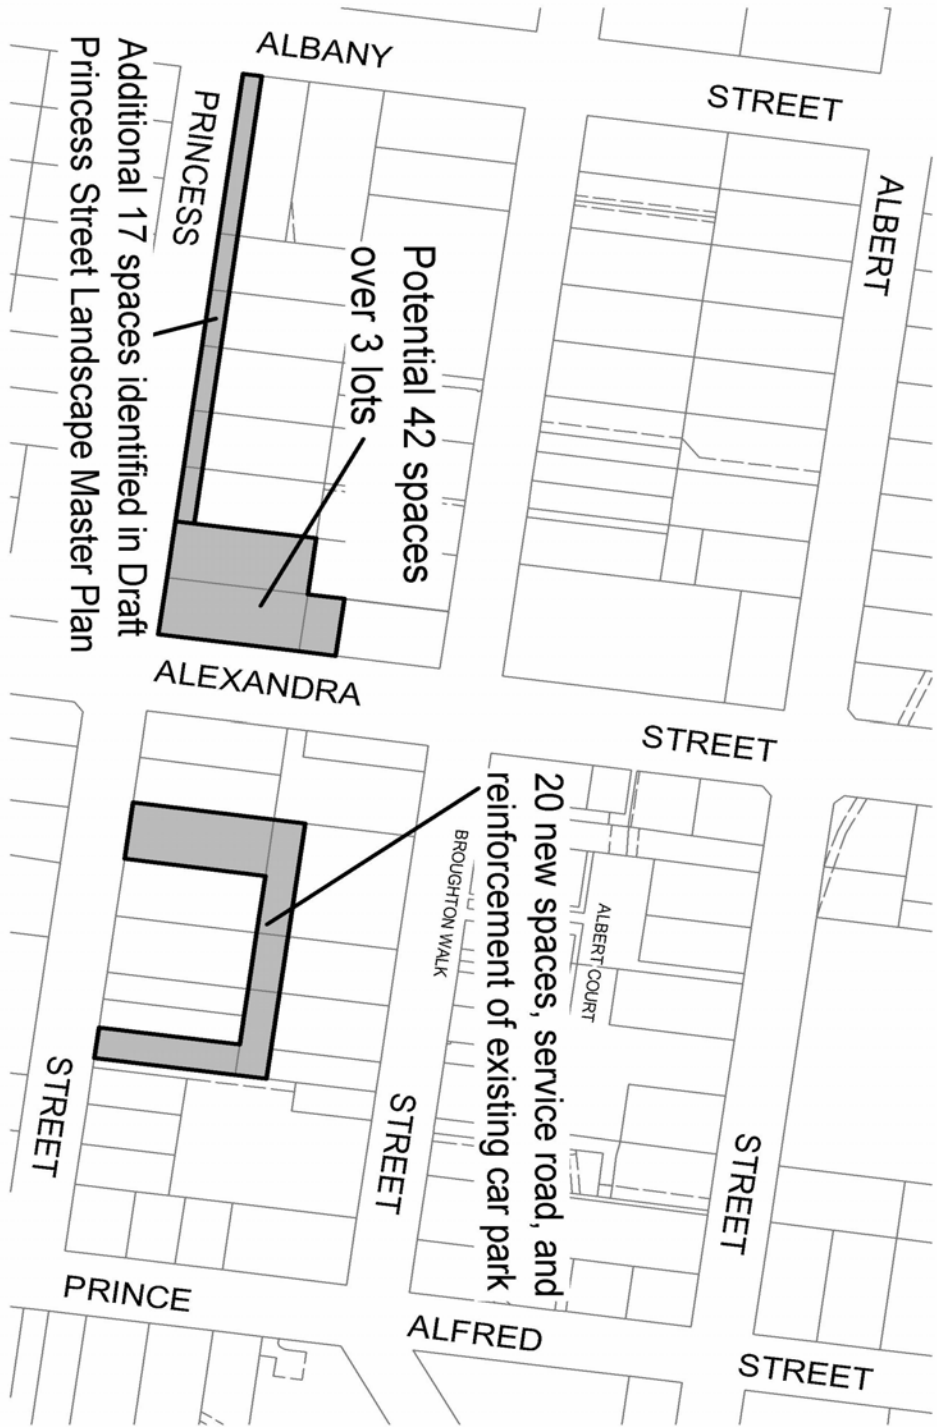 ALBANY
STREET
ALBERT
PRINCESS
Additional 17 spaces identified in Draft
Princess Street Landscape Master Plan
Potential 42 spaces
over 3 lots
ALEXANDRA
STREET
20 new spaces, service road, and
reinforcement of existing car park
BROUGHTON WALK
ALBERT COURT
STREET
STREET
STREET
PRINCE
ALFRED
STREET